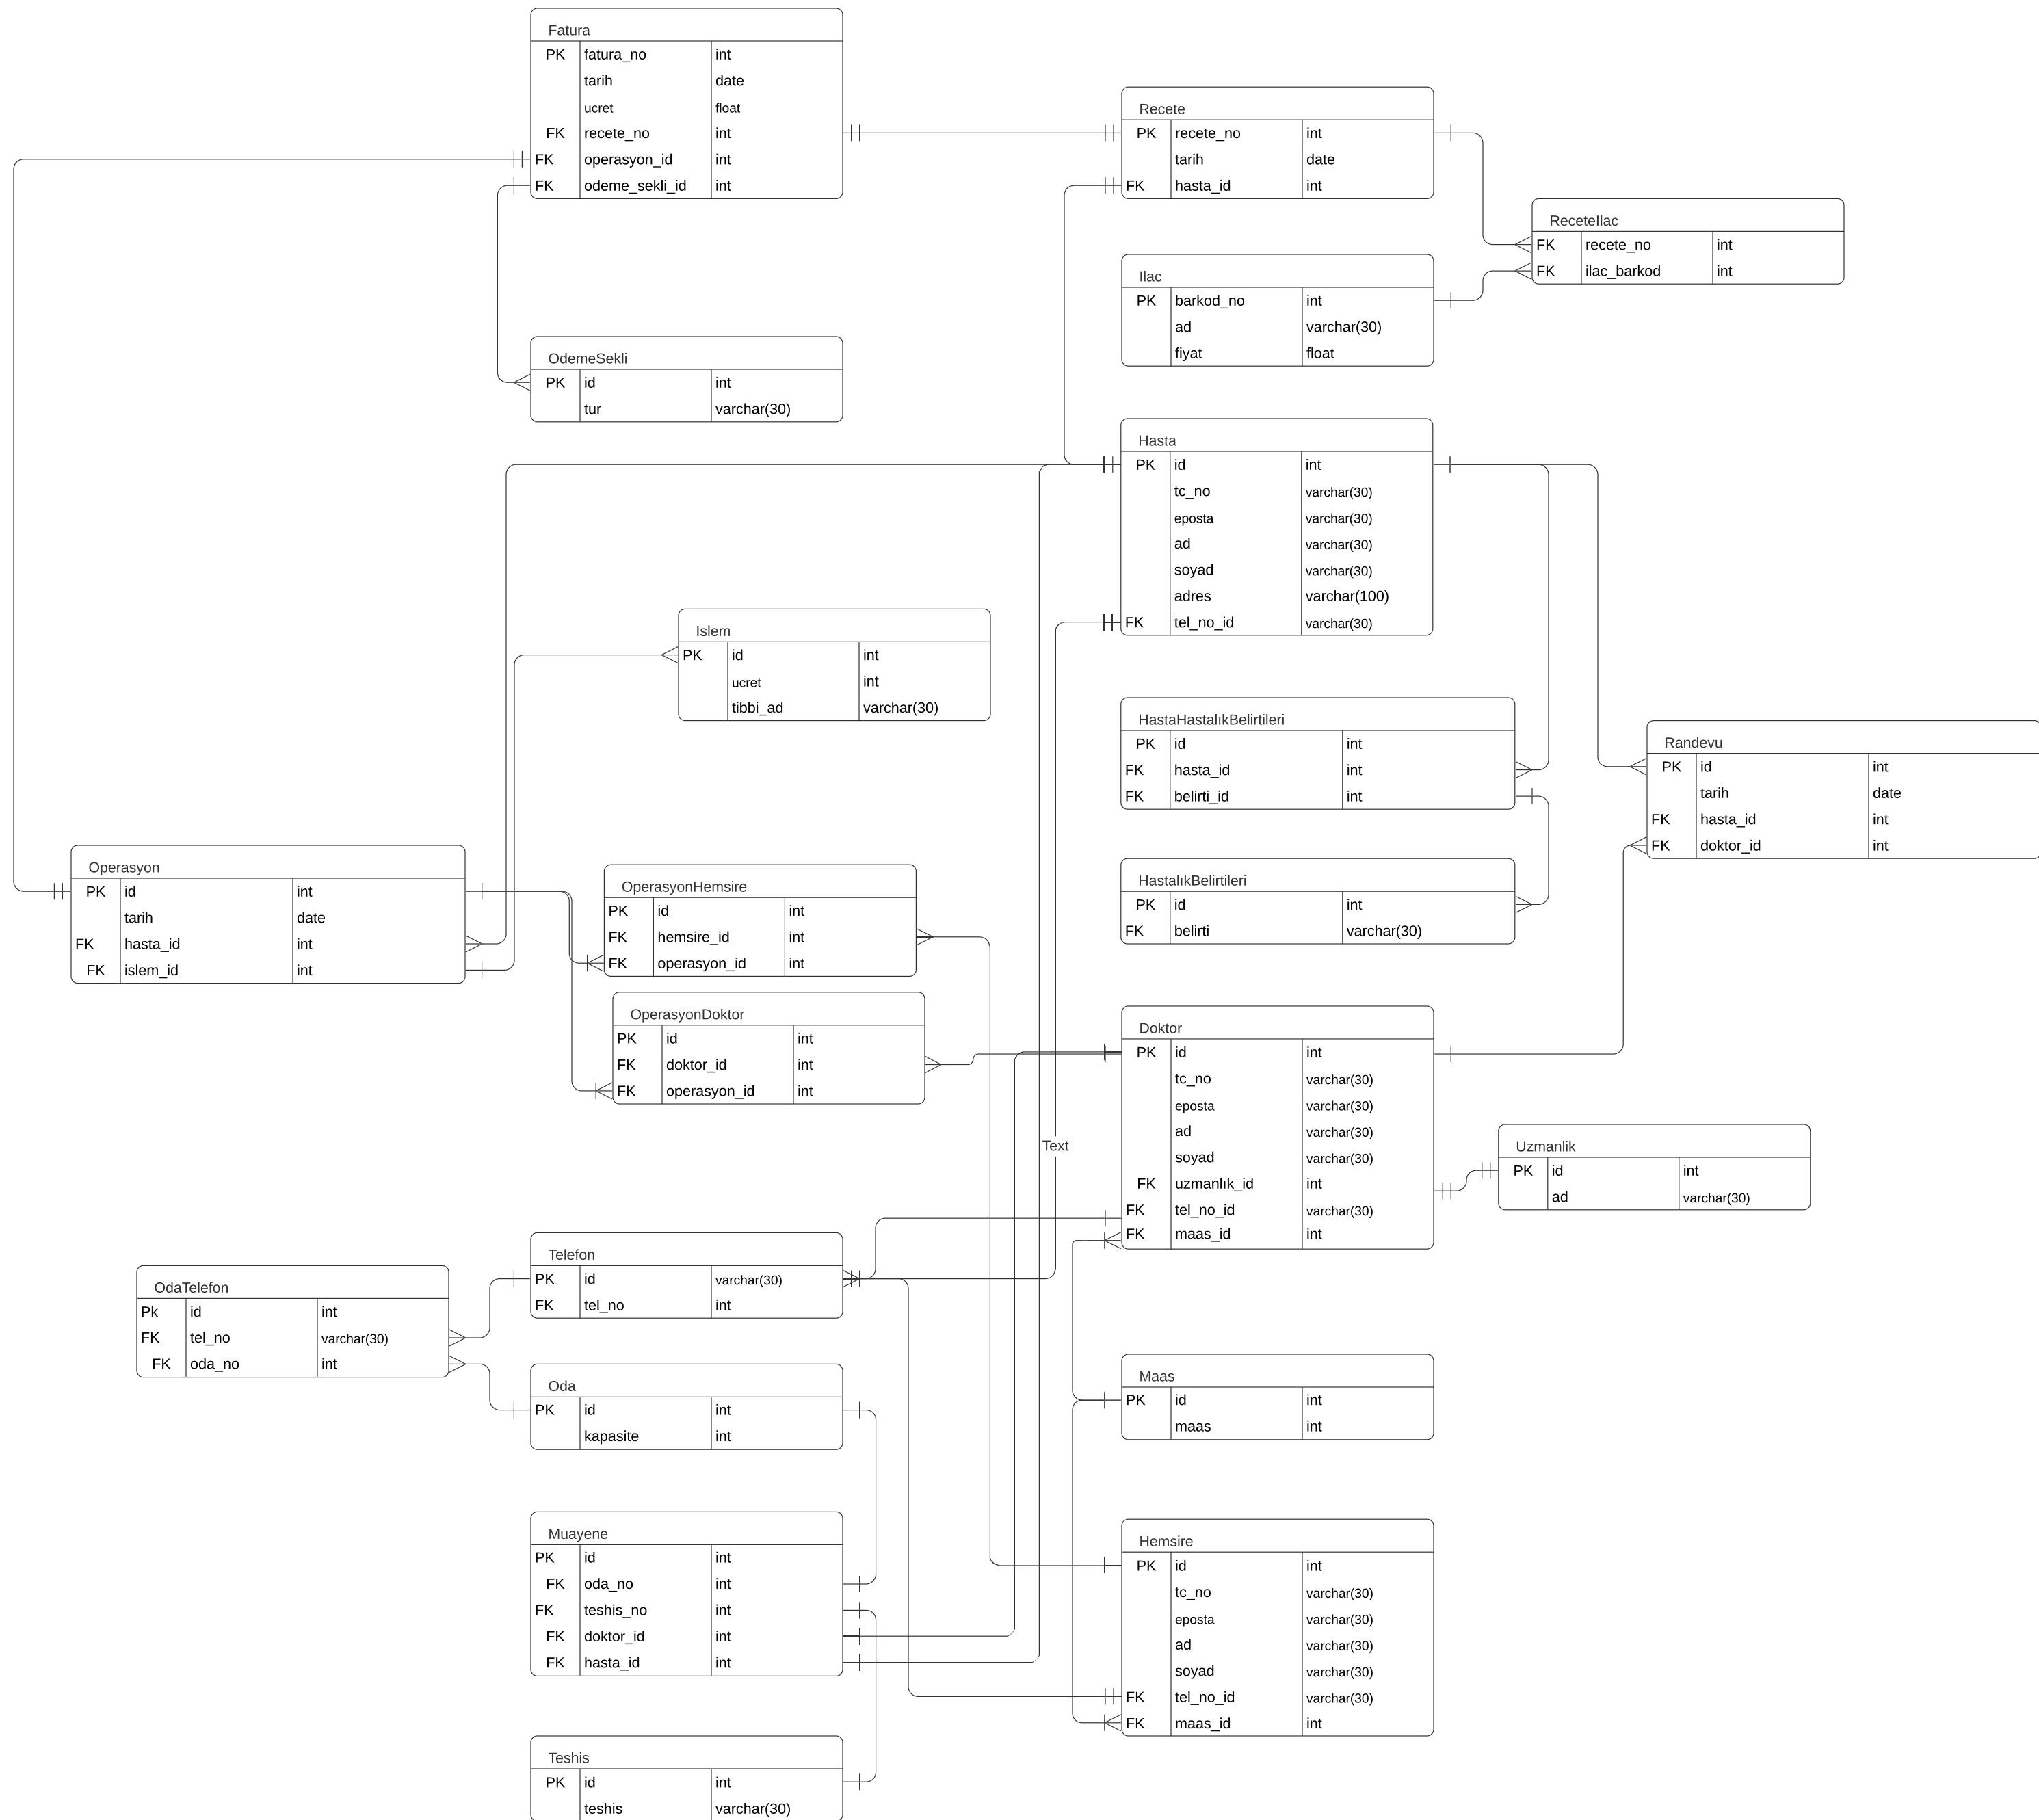 Fatura
PK fatura_no int
tarih date
ucret float
FK recete_no int
FK operasyon_id int
FK odeme_sekli_id int
Recete
PK recete_no int
tarih date
FK hasta_id int
ReceteIlac
FK recete_no int
FK ilac_barkod int
Ilac
PK barkod_no int
ad varchar(30)
fiyat float
OdemeSekli
PK id int
tur varchar(30)
Hasta
PK id int
tc_no varchar(30)
eposta varchar(30)
ad varchar(30)
soyad varchar(30)
adres varchar(100)
FK tel_no_id varchar(30)
Islem
PK id int
ucret int
tibbi_ad varchar(30)
HastaHastalıkBelirtileri
PK id int
FK hasta_id int
FK belirti_id int
Randevu
PK id int
tarih date
FK hasta_id int
FK doktor_id int
Operasyon
PK id int
tarih date
FK hasta_id int
FK islem_id int
OperasyonHemsire
PK id int
FK hemsire_id int
FK operasyon_id int
HastalıkBelirtileri
PK id int
FK belirti varchar(30)
OperasyonDoktor
PK id int
FK doktor_id int
FK operasyon_id int
Doktor
PK id int
tc_no varchar(30)
eposta varchar(30)
ad varchar(30)
soyad varchar(30)
FK uzmanlık_id int
FK tel_no_id varchar(30)
FK maas_id int
Text
Uzmanlik
PK id int
ad varchar(30)
Telefon
PK id varchar(30)
FK tel_no int
OdaTelefon
Pk id int
FK tel_no varchar(30)
FK oda_no int
Oda
PK id int
kapasite int
Maas
PK id int
maas int
Muayene
PK id int
FK oda_no int
FK teshis_no int
FK doktor_id int
FK hasta_id int
Hemsire
PK id int
tc_no varchar(30)
eposta varchar(30)
ad varchar(30)
soyad varchar(30)
FK tel_no_id varchar(30)
FK maas_id int
Teshis
PK id int
teshis varchar(30)